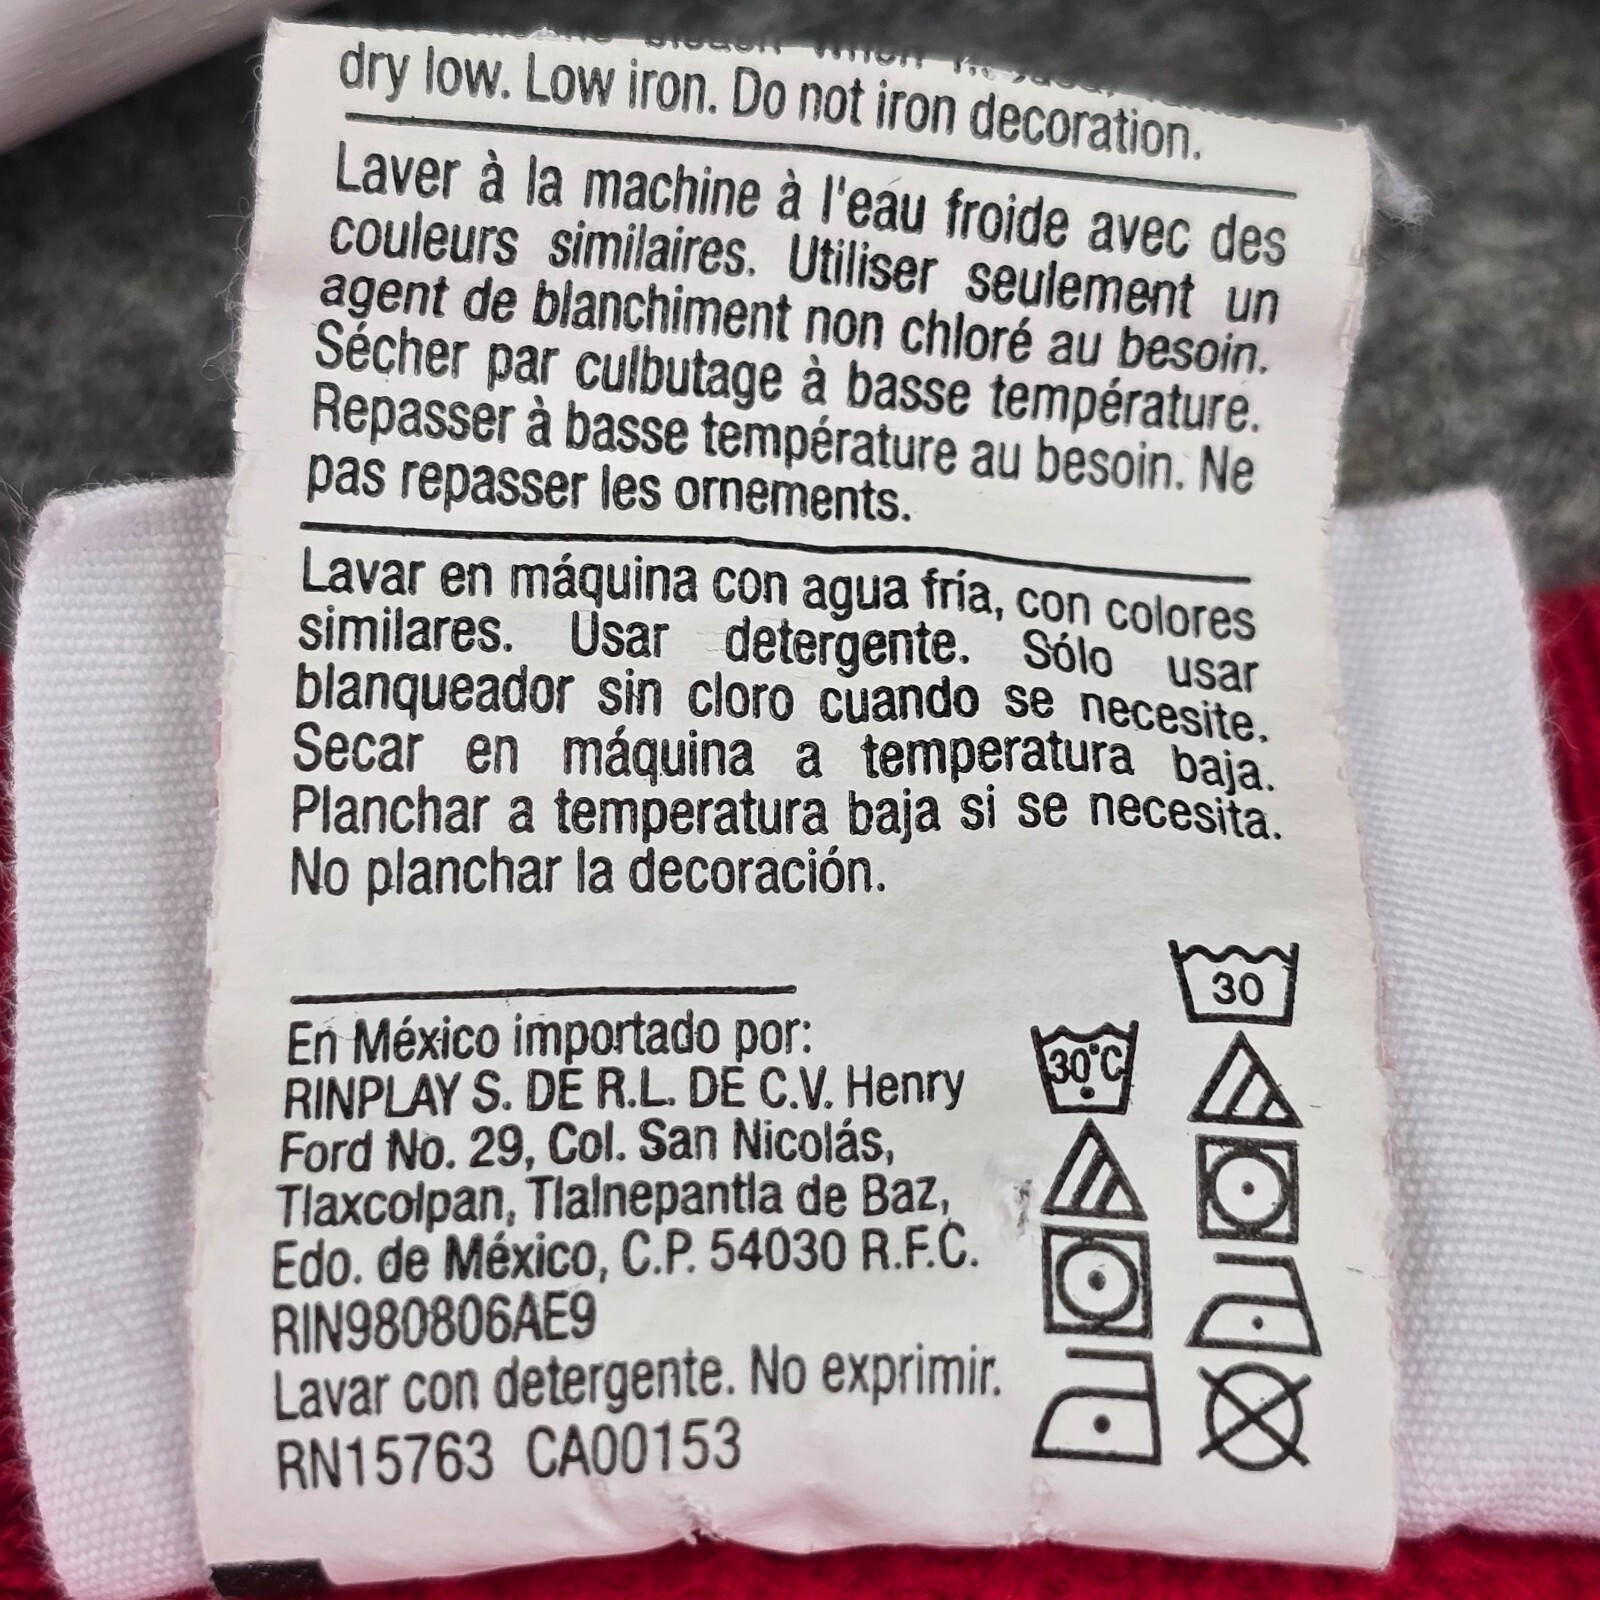 bleach when
dry low. Low iron. Do not iron decoration.
Laver à la machine à l'eau froide avec des
couleurs similaires. Utiliser seulement un
agent de blanchiment non chloré au besoin.
Sécher par culbutage à basse température.
Repasser à basse température au besoin. Ne
pas repasser les ornements.
Lavar en máquina con agua fría, con colores
similares. Usar detergente. Sólo usar
blanqueador sin cloro cuando se necesite.
Secar en máquina a temperatura baja.
Planchar a temperatura baja si se necesita.
No planchar la decoración.
En México importado por:
RINPLAY S. DE R.L. DE C.V. Henry
Ford No. 29, Col. San Nicolás,
Tlaxcolpan, Tlalnepantla de Baz,
Edo. de México, C.P. 54030 R.F.C.
RIN980806AE9
Lavar con detergente. No exprimir.
RN15763 CA00153
30°C
30